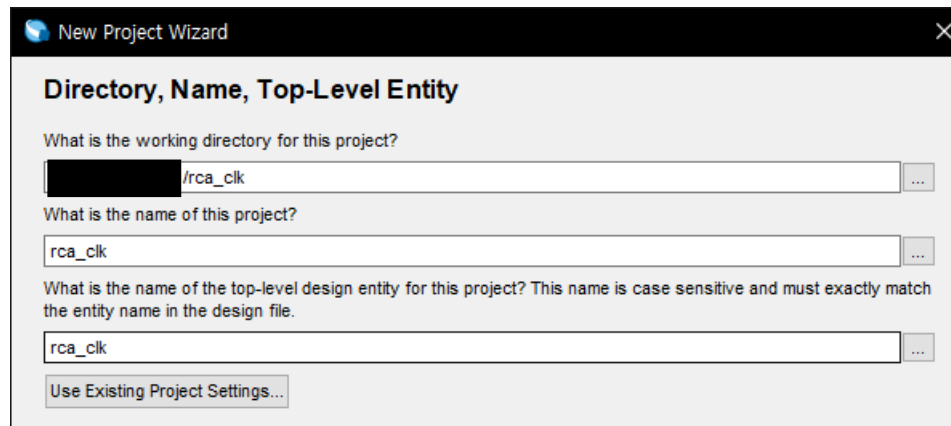 New Project Wizard
Directory, Name, Top-Level Entity
What is the working directory for this project?
/rca_clk
...
What is the name of this project?
rca_clk
...
What is the name of the top-level design entity for this project? This name is case sensitive and must exactly match
the entity name in the design file.
rca_clk
...
Use Existing Project Settings...